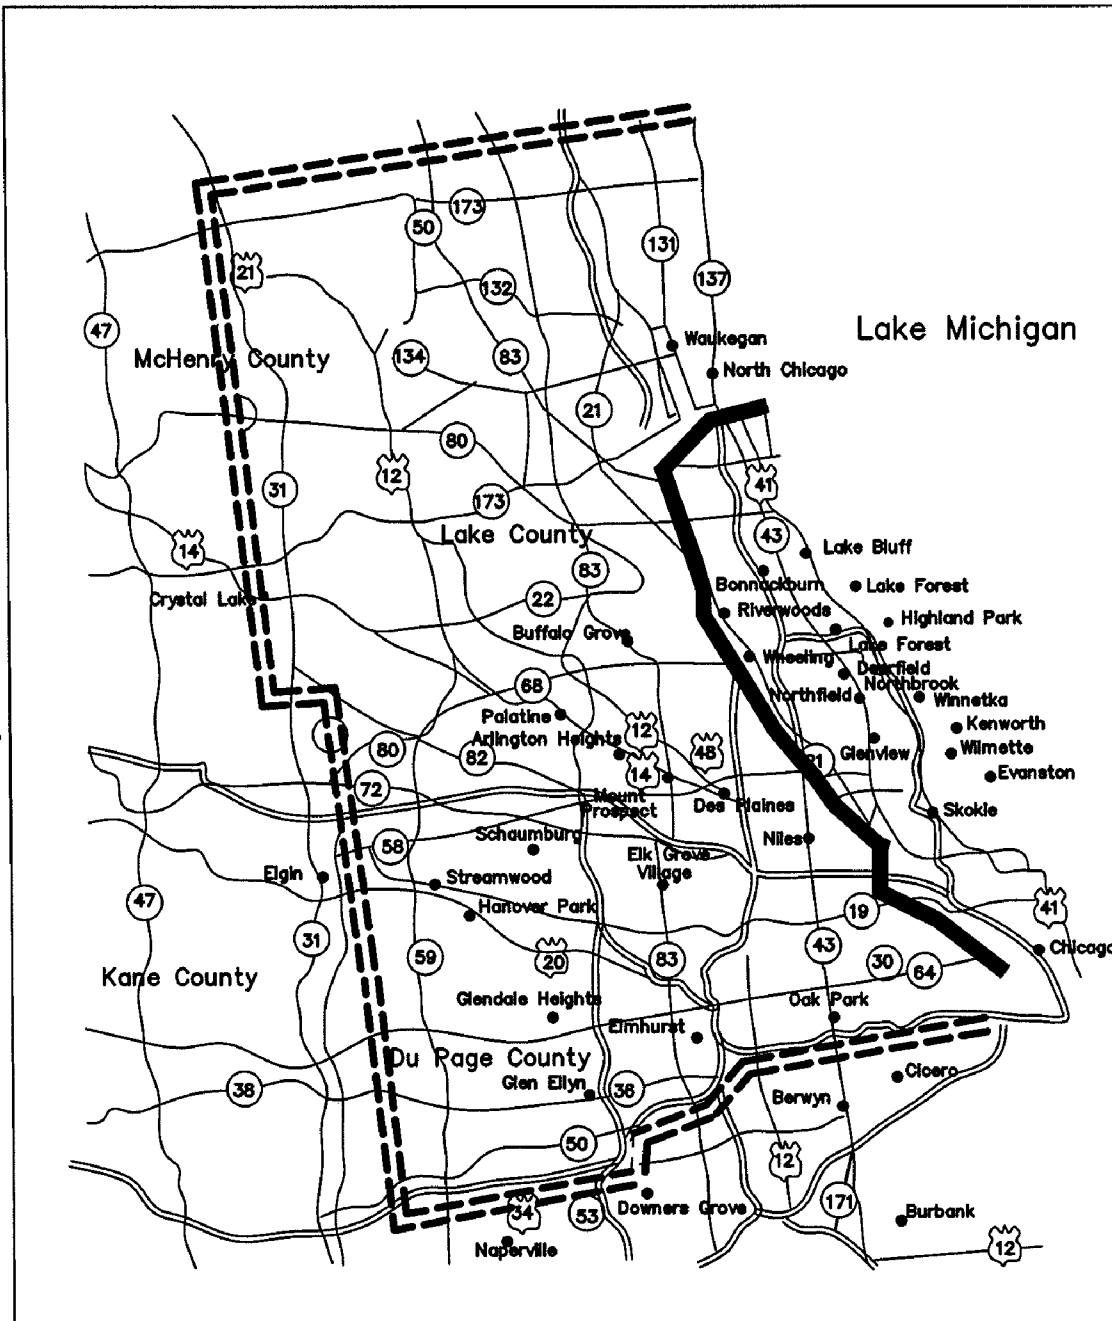 173
50
131
21
137
132
47
Lake Michigan
Waukegan
McHenry County
134
83
North Chicago
21
80
12
41
31
173
43
Lake County
14
Lake Bluff
83
Bonnackburn
Lake Forest
Crystal Lake
22
Riverwoods
Highland Park
Buffalo Grove
Lake Forest
Wheeling
Deerfield
68
Northfield
Northbrook
Winnetka
Palatine
Kenworth
12
Arlington Heights
80
82
48
Glenview
Wilmette
21
14
Evanston
72
Mount
Prospect
Des Plaines
Skokie
Schaumburg
Niles
58
Elk Grove
Village
Elgin
Streamwood
47
19
41
Hanover Park
31
43
Chicago
59
20
83
30
64
Kane County
Glendale Heights
Oak Park
Elmhurst
Du Page County
Cicero
38
Glen Ellyn
36
Berwyn
50
12
171
34
53
Downers Grove
Burbank
Naperville
12